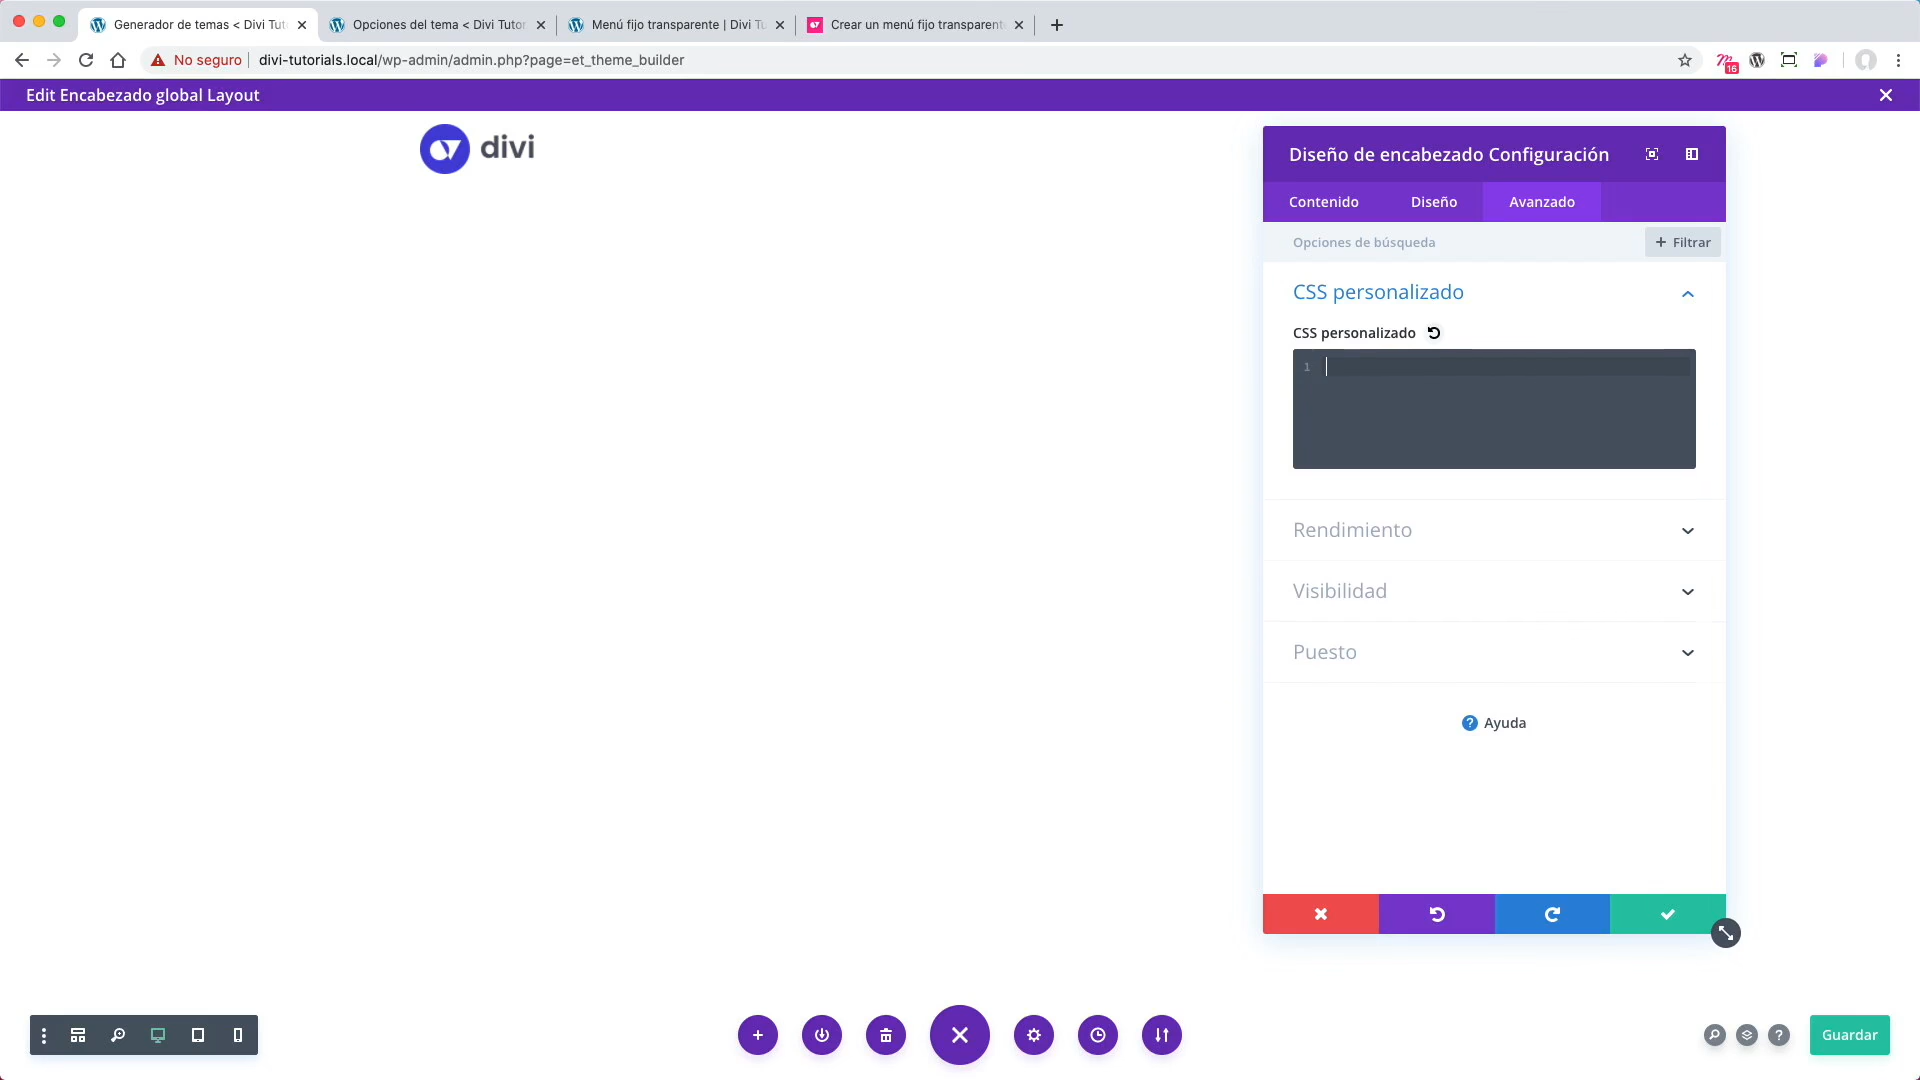 Generador de temas < Divi Tut
Opciones del tema < Divi Tutor
Menú fijo transparente | Divi Tu
Crear un menú fijo transparent
No seguro
divi-tutorials.local/wp-admin/admin.php?page=et_theme_builder
16
Edit Encabezado global Layout
divi
Diseño de encabezado Configuración
Contenido
Diseño
Avanzado
Opciones de búsqueda
+ Filtrar
CSS personalizado
CSS personalizado
1
Rendimiento
Visibilidad
Puesto
? Ayuda
?
Guardar